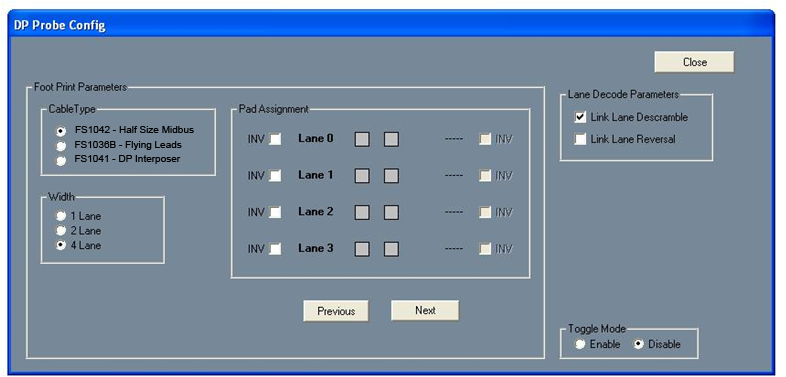 DP Probe Config
Close
Foot Print Parameters
CableType
FS1042 - Half Size Midbus
FS1036B - Flying Leads
FS1041 - DP Interposer
Width
1 Lane
2 Lane
4 Lane
Pad Assignment
INV Lane 0 ----- INV
INV Lane 1 ----- INV
INV Lane 2 ----- INV
INV Lane 3 ----- INV
Previous Next
Lane Decode Parameters
Link Lane Descramble
Link Lane Reversal
Toggle Mode
Enable Disable